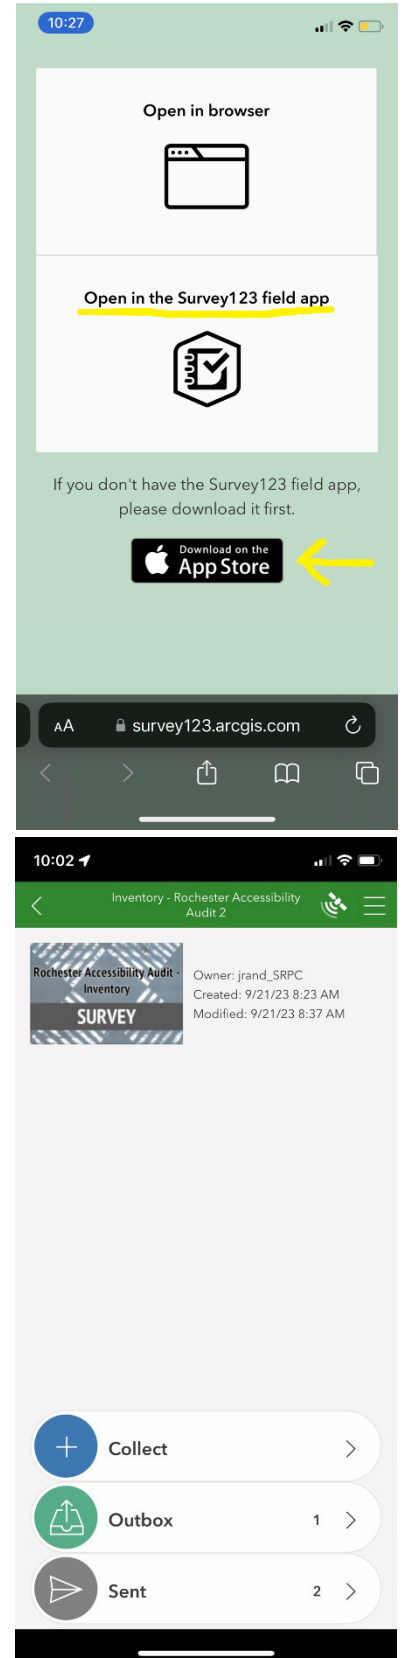 10:27
Open in browser
Open in the Survey123 field app
If you don't have the Survey123 field app,
please download it first.
Download on the
App Store
AA survey123.arcgis.com
10:02
Inventory - Rochester Accessibility
Audit 2
Rochester Accessibility Audit -
Inventory
SURVEY
Owner: jrand_SRPC
Created: 9/21/23 8:23 AM
Modified: 9/21/23 8:37 AM
Collect
Outbox 1
Sent 2